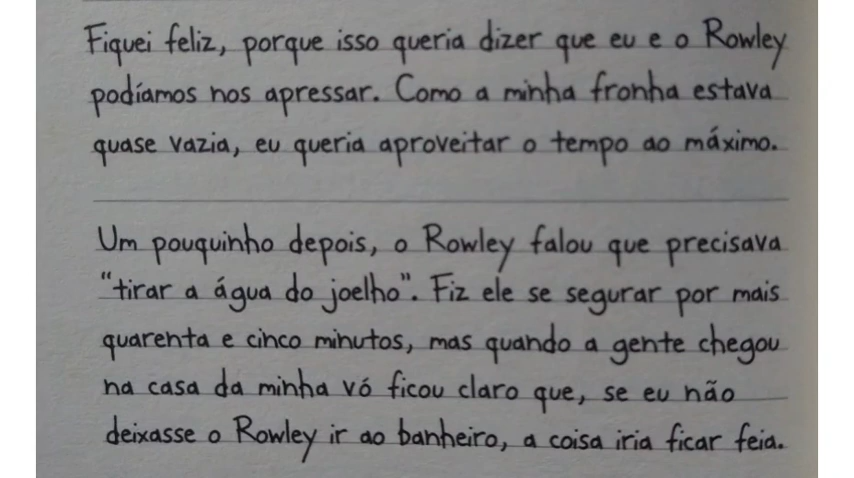 Fiquei feliz, porque isso queria dizer que eu e o Rowley
podíamos nos apressar. Como a minha fronha estava
quase vazia, eu queria aproveitar o tempo ao máximo.
Um pouquinho depois, o Rowley falou que precisava
"tirar a água do joelho". Fiz ele se segurar por mais
quarenta e cinco minutos, mas quando a gente chegou
na casa da minha vó ficou claro que, se eu não
deixasse o Rowley ir ao banheiro, a coisa iria ficar feia.